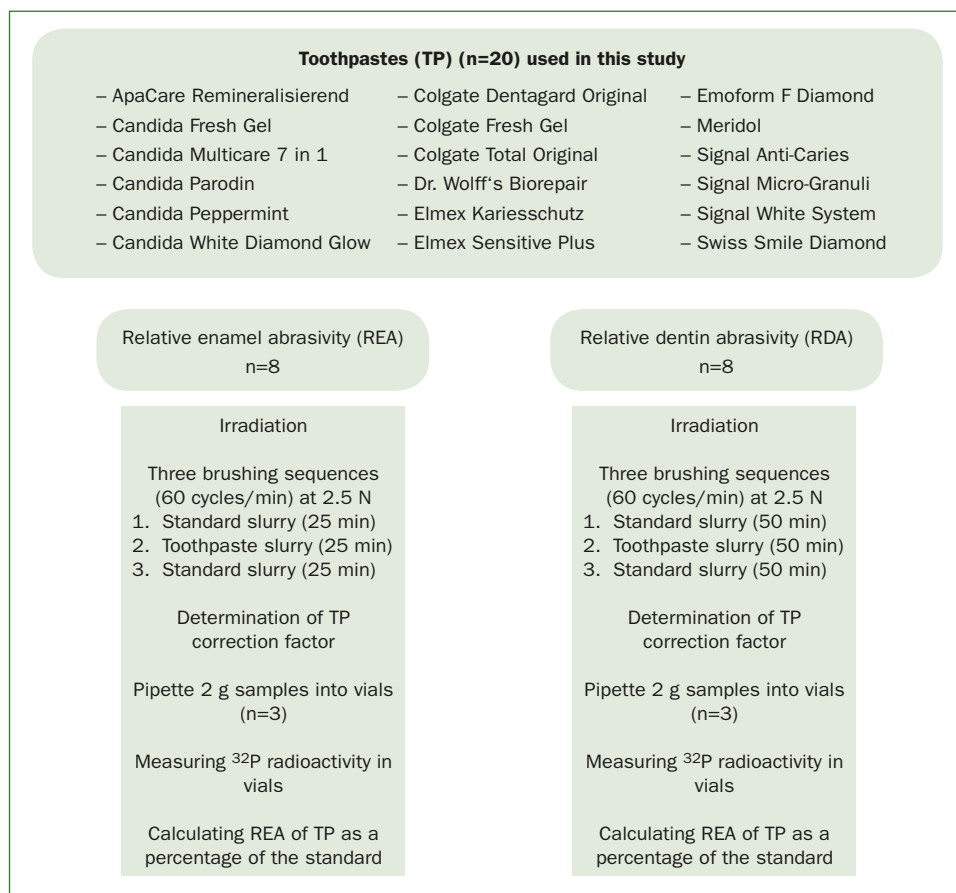 Toothpastes (TP) (n=20) used in this study
– ApaCare Remineralisierend
– Candida Fresh Gel
– Candida Multicare 7 in 1
– Candida Parodin
– Candida Peppermint
– Candida White Diamond Glow
– Colgate Dentagard Original
– Colgate Fresh Gel
– Colgate Total Original
– Dr. Wolff‘s Biorepair
– Elmex Kariesschutz
– Elmex Sensitive Plus
– Emoform F Diamond
– Meridol
– Signal Anti-Caries
– Signal Micro-Granuli
– Signal White System
– Swiss Smile Diamond
Relative enamel abrasivity (REA)
n=8
Irradiation
Three brushing sequences
(60 cycles/min) at 2.5 N
1. Standard slurry (25 min)
2. Toothpaste slurry (25 min)
3. Standard slurry (25 min)
Determination of TP
correction factor
Pipette 2 g samples into vials
(n=3)
Measuring ³²P radioactivity in
vials
Calculating REA of TP as a
percentage of the standard
Relative dentin abrasivity (RDA)
n=8
Irradiation
Three brushing sequences
(60 cycles/min) at 2.5 N
1. Standard slurry (50 min)
2. Toothpaste slurry (50 min)
3. Standard slurry (50 min)
Determination of TP
correction factor
Pipette 2 g samples into vials
(n=3)
Measuring ³²P radioactivity in
vials
Calculating REA of TP as a
percentage of the standard